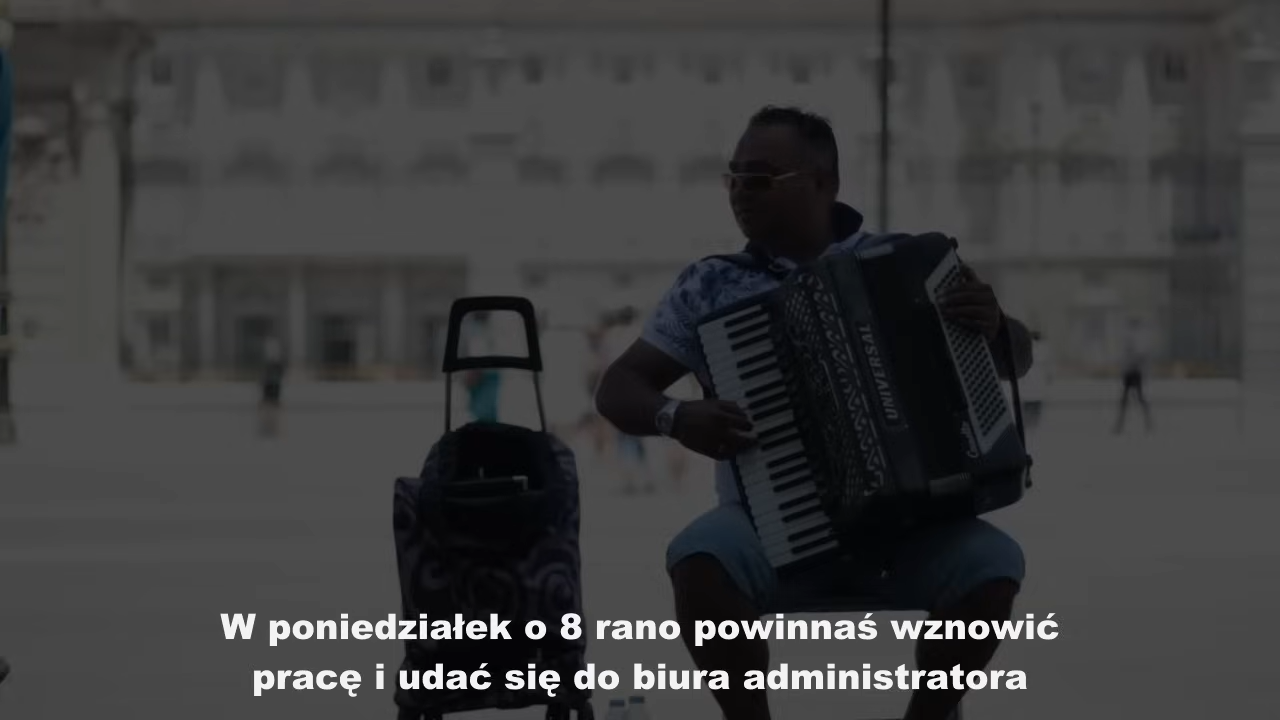 UNIVERSAL
W poniedziałek o 8 rano powinnaś wznowić
pracę i udać się do biura administratora